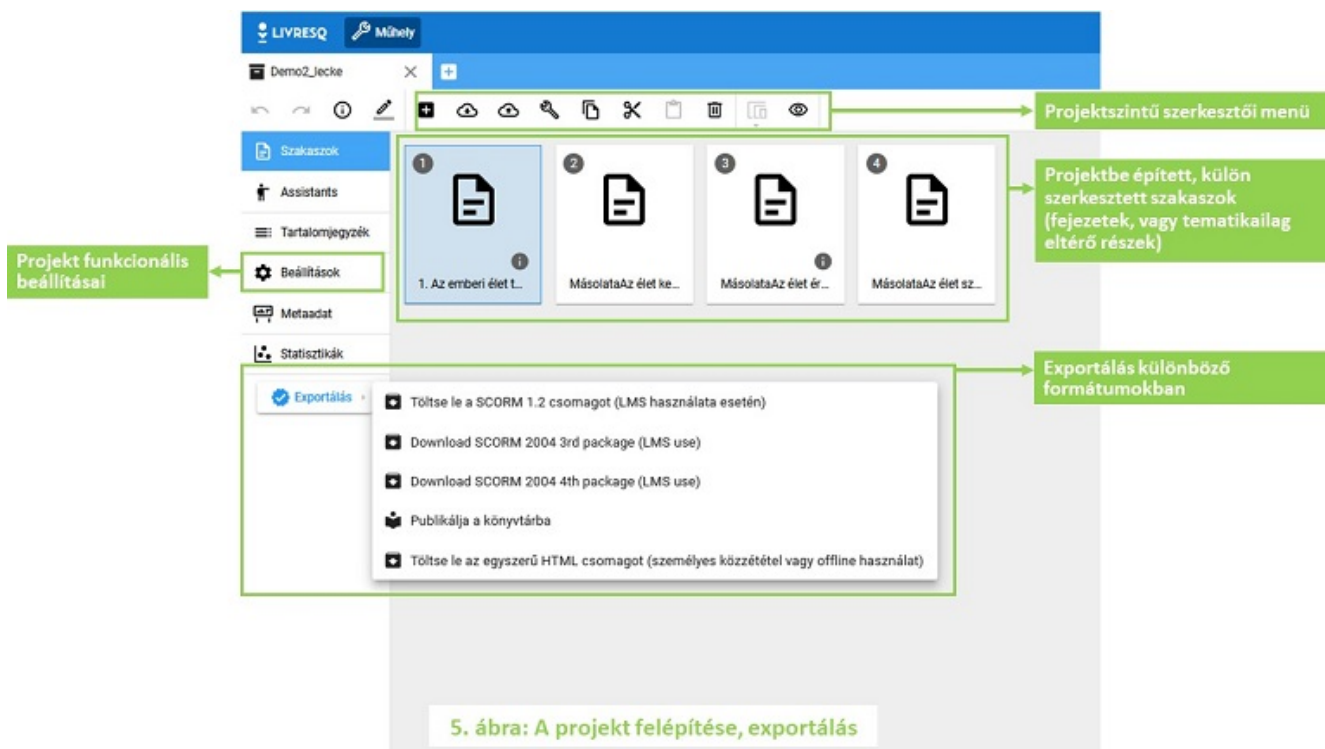 LIVRESQ
Műhely
Demo2_lecke
Projektszintű szerkesztői menü
Szakaszok
Assistants
Tartalomjegyzék
Beállítások
Metaadat
Statisztikák
Exportálás
1
1. Az emberi élet t...
2
MásolataAz élet ke...
3
MásolataAz élet ér...
4
MásolataAz élet sz...
Projektbe épített, külön
szerkesztett szakaszok
(fejezetek, vagy tematikailag
eltérő részek)
Projekt funkcionális
beállításai
Exportálás különböző
formátumokban
Töltse le a SCORM 1.2 csomagot (LMS használata esetén)
Download SCORM 2004 3rd package (LMS use)
Download SCORM 2004 4th package (LMS use)
Publikálja a könyvtárba
Töltse le az egyszerű HTML csomagot (személyes közzététel vagy offline használat)
5. ábra: A projekt felépítése, exportálás